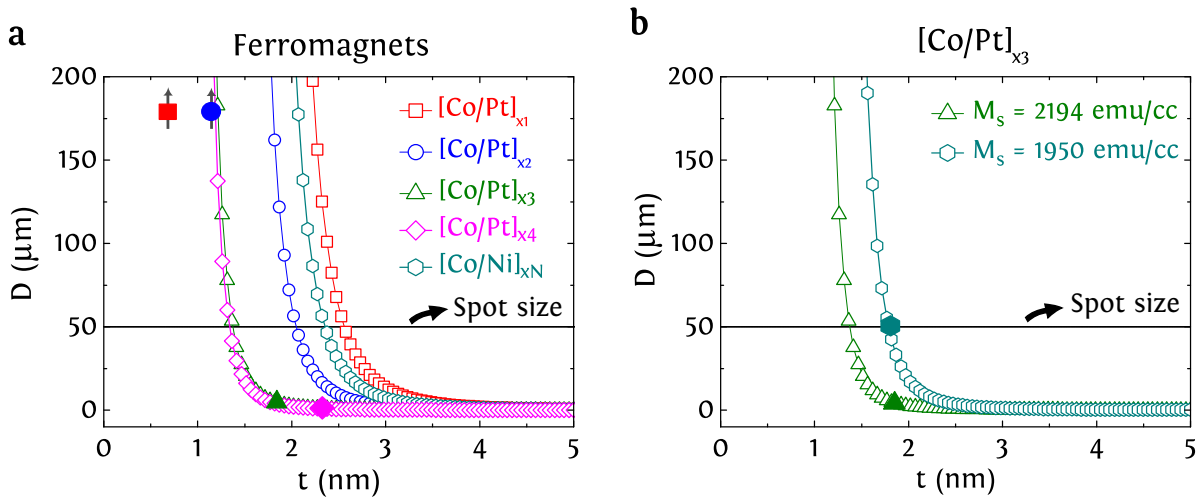 a
Ferromagnets
200
150
100
50
0
D (μm)
[Co/Pt]x1
[Co/Pt]x2
[Co/Pt]x3
[Co/Pt]x4
[Co/Ni]xN
Spot size
0 1 2 3 4 5
t (nm)
b
[Co/Pt]x3
200
150
100
50
0
D (μm)
Ms = 2194 emu/cc
Ms = 1950 emu/cc
Spot size
0 1 2 3 4 5
t (nm)